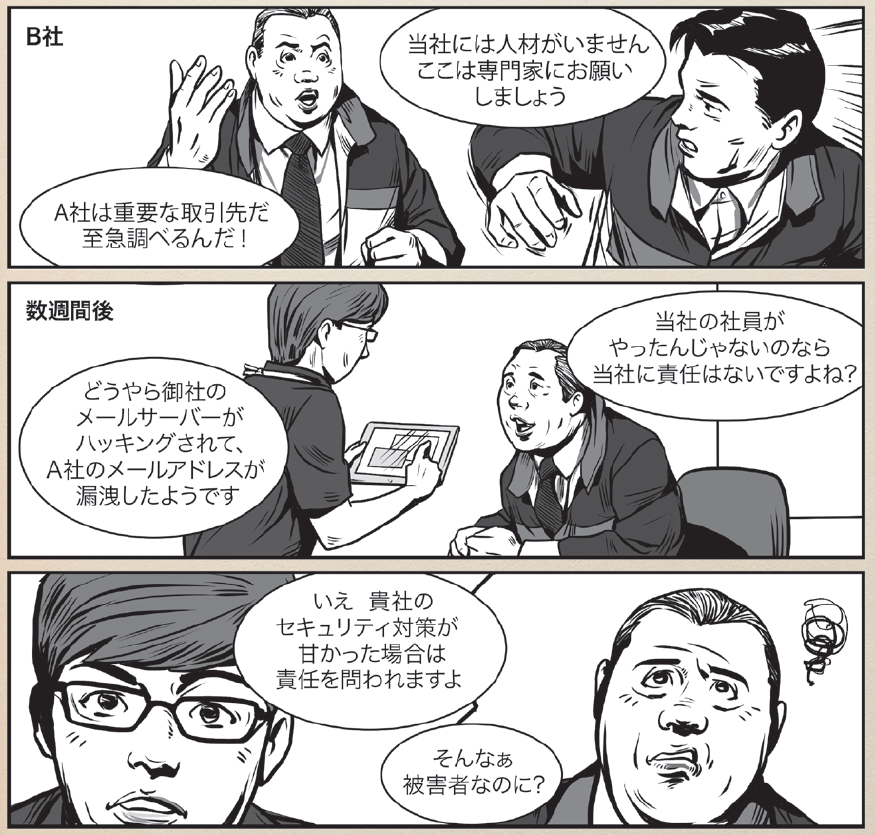 B社
A社は重要な取引先だ
至急調べるんだ!
当社には人材がいません
ここは専門家にお願い
しましょう
数週間後
どうやら御社の
メールサーバーが
ハッキングされて、
A社のメールアドレスが
漏洩したようです
当社の社員が
やったんじゃないのなら
当社に責任はないですよね?
いえ 貴社の
セキュリティ対策が
甘かった場合は
責任を問われますよ
そんなぁ
被害者なのに?